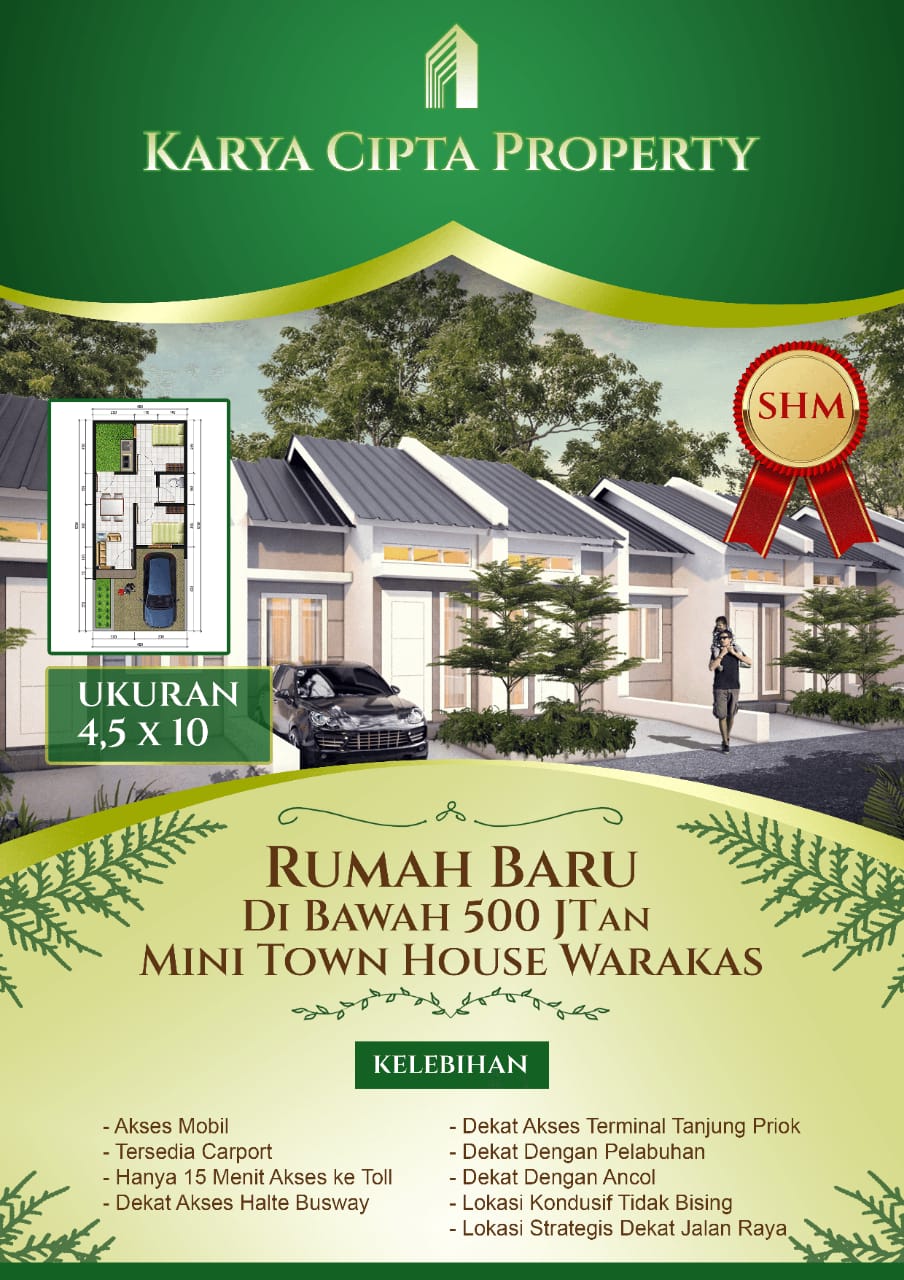 KARYA CIPTA PROPERTY
SHM
UKURAN
4,5 X 10
RUMAH BARU
DI BAWAH 500 JTAN
MINI TOWN HOUSE WARAKAS
KELEBIHAN
- Akses Mobil
- Tersedia Carport
- Hanya 15 Menit Akses ke Toll
- Dekat Akses Halte Busway
- Dekat Akses Terminal Tanjung Priok
- Dekat Dengan Pelabuhan
- Dekat Dengan Ancol
- Lokasi Kondusif Tidak Bising
- Lokasi Strategis Dekat Jalan Raya